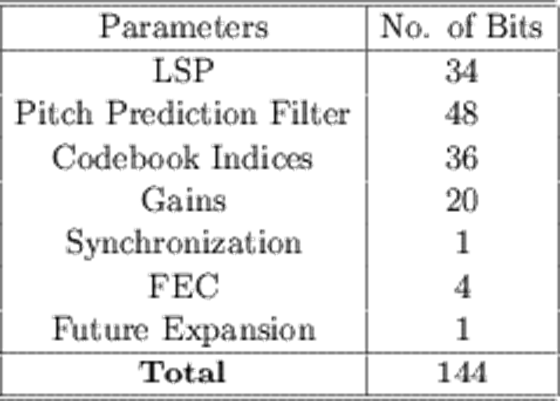 Parameters No. of Bits
LSP 34
Pitch Prediction Filter 48
Codebook Indices 36
Gains 20
Synchronization 1
FEC 4
Future Expansion 1
Total 144